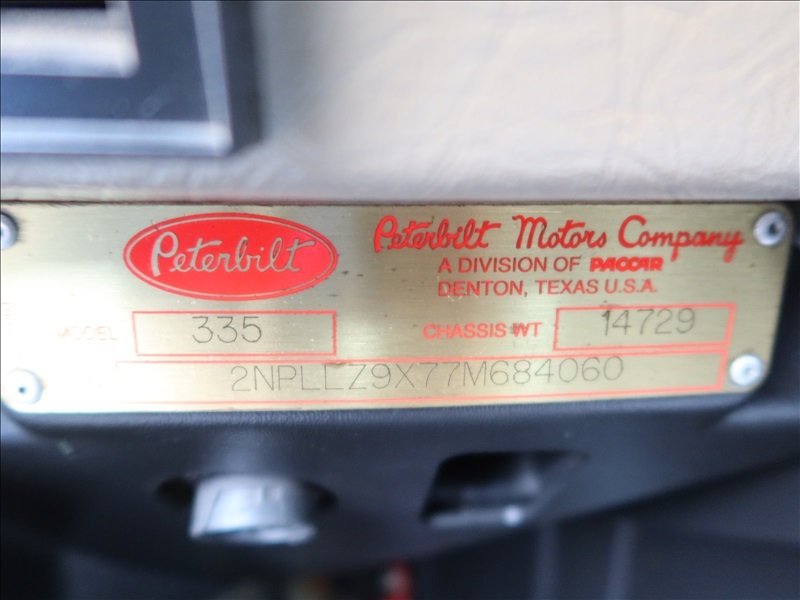 Peterbilt
Peterbilt Motors Company
A DIVISION OF PACCAR
DENTON, TEXAS U.S.A.
MODEL 335 CHASSIS WT 14729
2NPLLZ9X77M684060